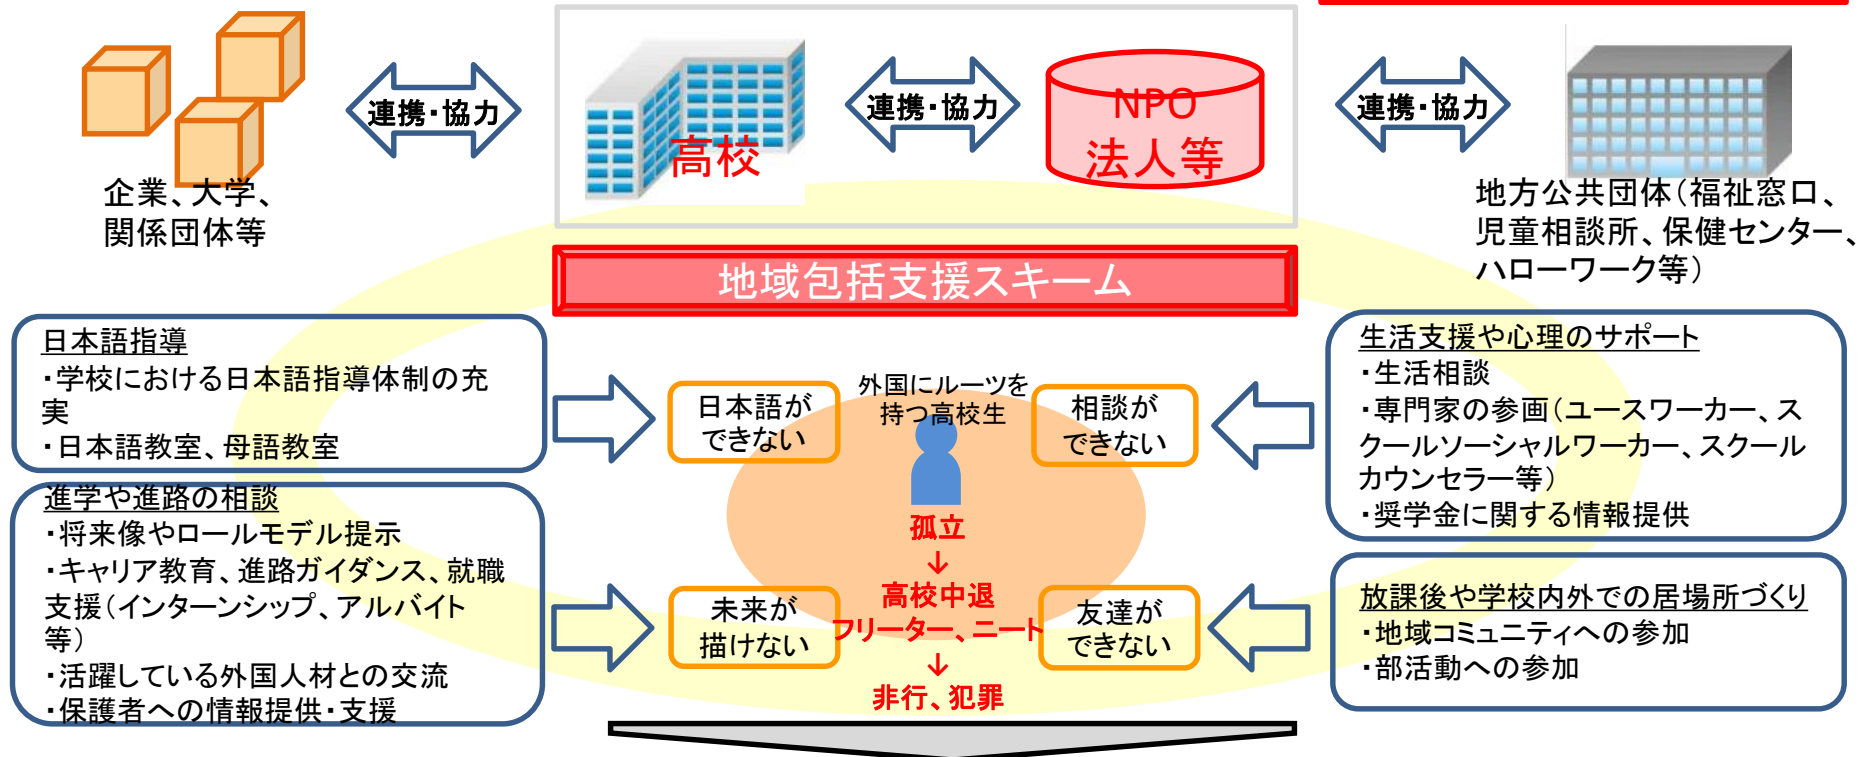 連携・協力
連携・協力
連携・協力
高校
NPO
法人等
企業、大学、
関係団体等
地方公共団体(福祉窓口、
児童相談所、保健センター、
ハローワーク等)
地域包括支援スキーム
日本語指導
・学校における日本語指導体制の充
実
・日本語教室、母語教室
進学や進路の相談
・将来像やロールモデル提示
・キャリア教育、進路ガイダンス、就職
支援(インターンシップ、アルバイト
等)
・活躍している外国人材との交流
・保護者への情報提供・支援
日本語が
できない
未来が
描けない
外国にルーツを
持つ高校生
孤立
↓
高校中退
フリーター、ニート
↓
非行、犯罪
相談が
できない
友達が
できない
生活支援や心理のサポート
・生活相談
・専門家の参画(ユースワーカー、ス
クールソーシャルワーカー、スクール
カウンセラー等)
・奨学金に関する情報提供
放課後や学校内外での居場所づくり
・地域コミュニティへの参加
・部活動への参加